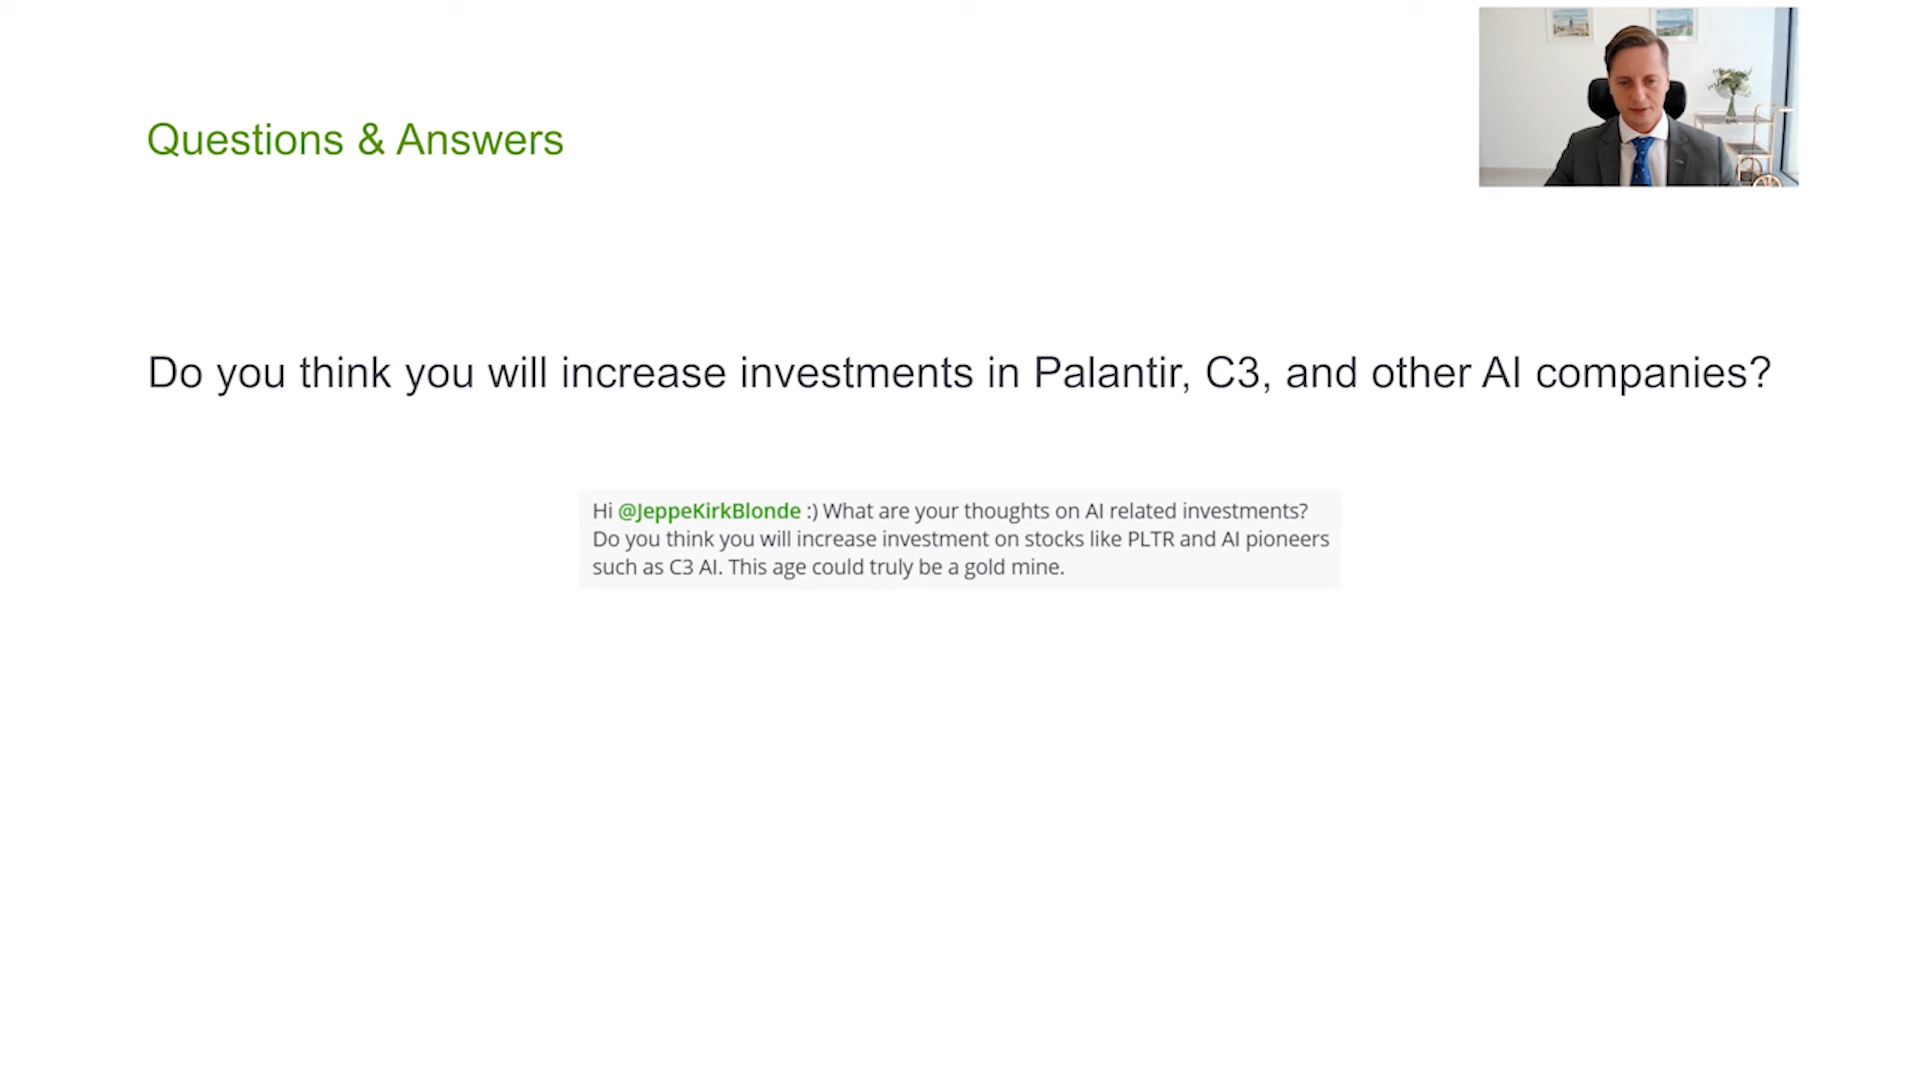 Questions & Answers
Do you think you will increase investments in Palantir, C3, and other AI companies?
Hi @JeppeKirkBlonde :) What are your thoughts on AI related investments?
Do you think you will increase investment on stocks like PLTR and AI pioneers
such as C3 AI. This age could truly be a gold mine.